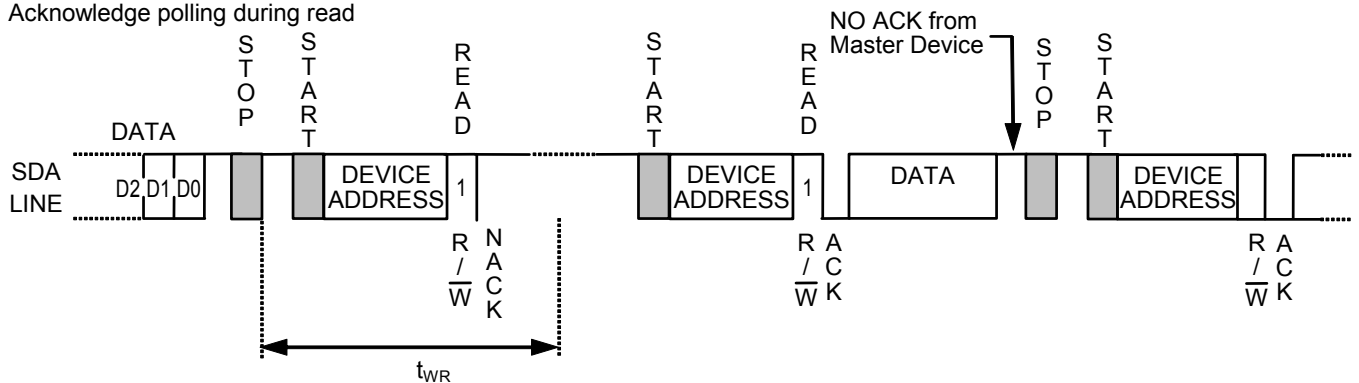 Acknowledge polling during read
NO ACK from
Master Device
STOP
START
READ
START
READ
STOP
START
DATA
SDA
LINE
D2
D1
D0
DEVICE
ADDRESS
1
DEVICE
ADDRESS
1
DATA
DEVICE
ADDRESS
R/W̅
NACK
R/W̅
ACK
R/W̅
ACK
tWR